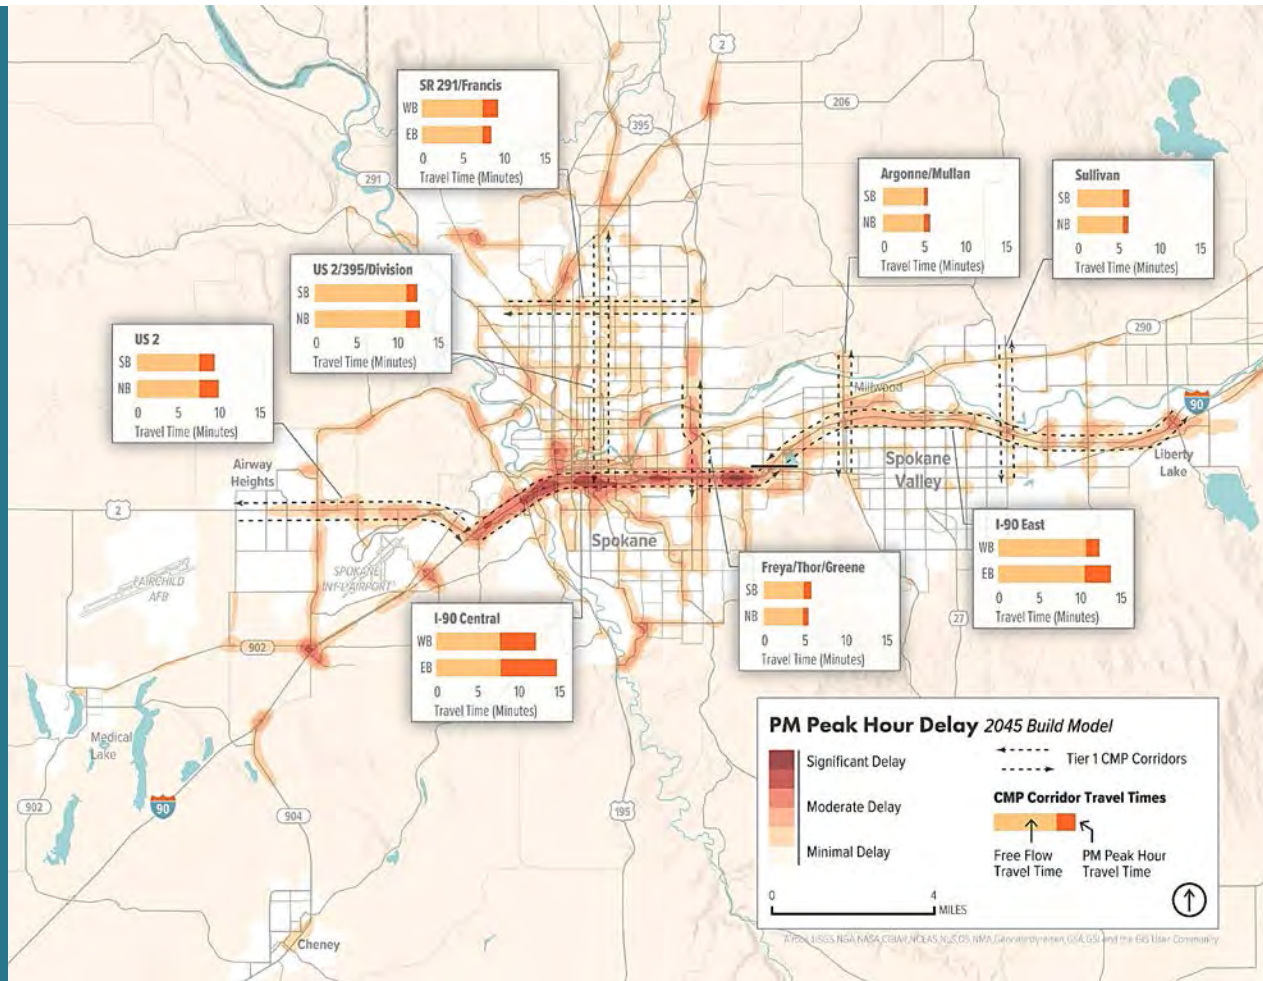 2
206
395
291
SR 291/Francis
WB
EB
0 5 10 15
Travel Time (Minutes)
Argonne/Mullan
SB
NB
0 5 10 15
Travel Time (Minutes)
Sullivan
SB
NB
0 5 10 15
Travel Time (Minutes)
US 2/395/Division
SB
NB
0 5 10 15
Travel Time (Minutes)
US 2
SB
NB
0 5 10 15
Travel Time (Minutes)
290
Millwood
90
Liberty
Lake
Spokane
Valley
Airway
Heights
2
Spokane
SPOKANE
INT'L AIRPORT
FAIRCHILD
AFB
I-90 East
WB
EB
0 5 10 15
Travel Time (Minutes)
Freya/Thor/Greene
SB
NB
0 5 10 15
Travel Time (Minutes)
I-90 Central
WB
EB
0 5 10 15
Travel Time (Minutes)
27
902
Medical
Lake
902
90
904
195
Cheney
PM Peak Hour Delay 2045 Build Model
Significant Delay
Moderate Delay
Minimal Delay
Tier 1 CMP Corridors
CMP Corridor Travel Times
Free Flow
Travel Time
PM Peak Hour
Travel Time
0 4
MILES
and the GIS User Community